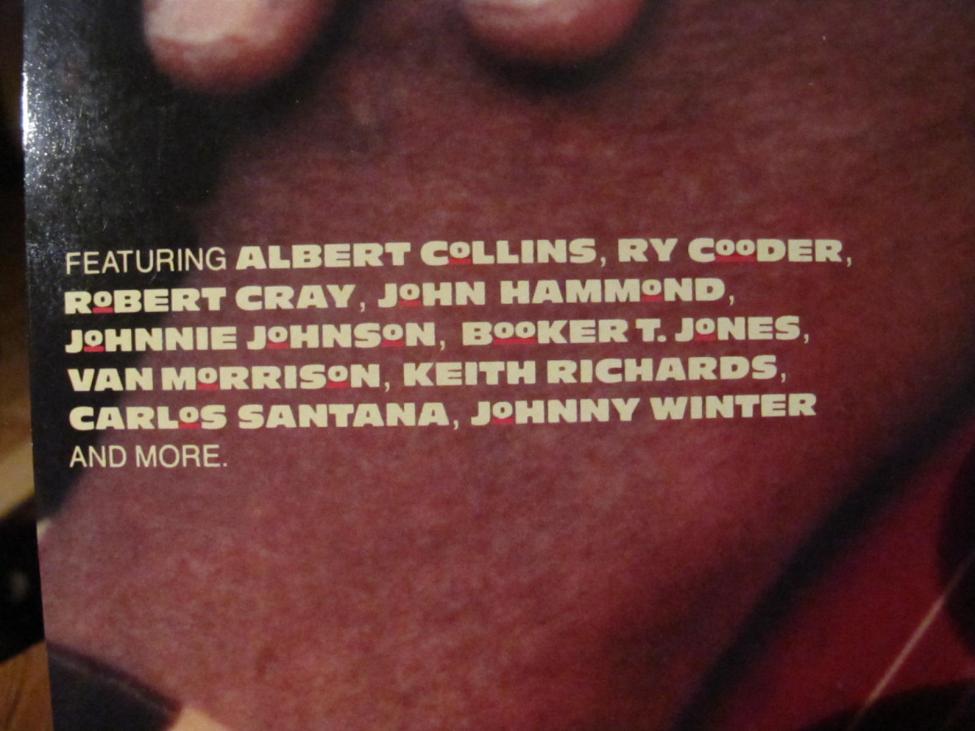 FEATURING ALBERT COLLINS, RY COODER,
ROBERT CRAY, JOHN HAMMOND,
JOHNNIE JOHNSON, BOOKER T. JONES,
VAN MORRISON, KEITH RICHARDS,
CARLOS SANTANA, JOHNNY WINTER
AND MORE.